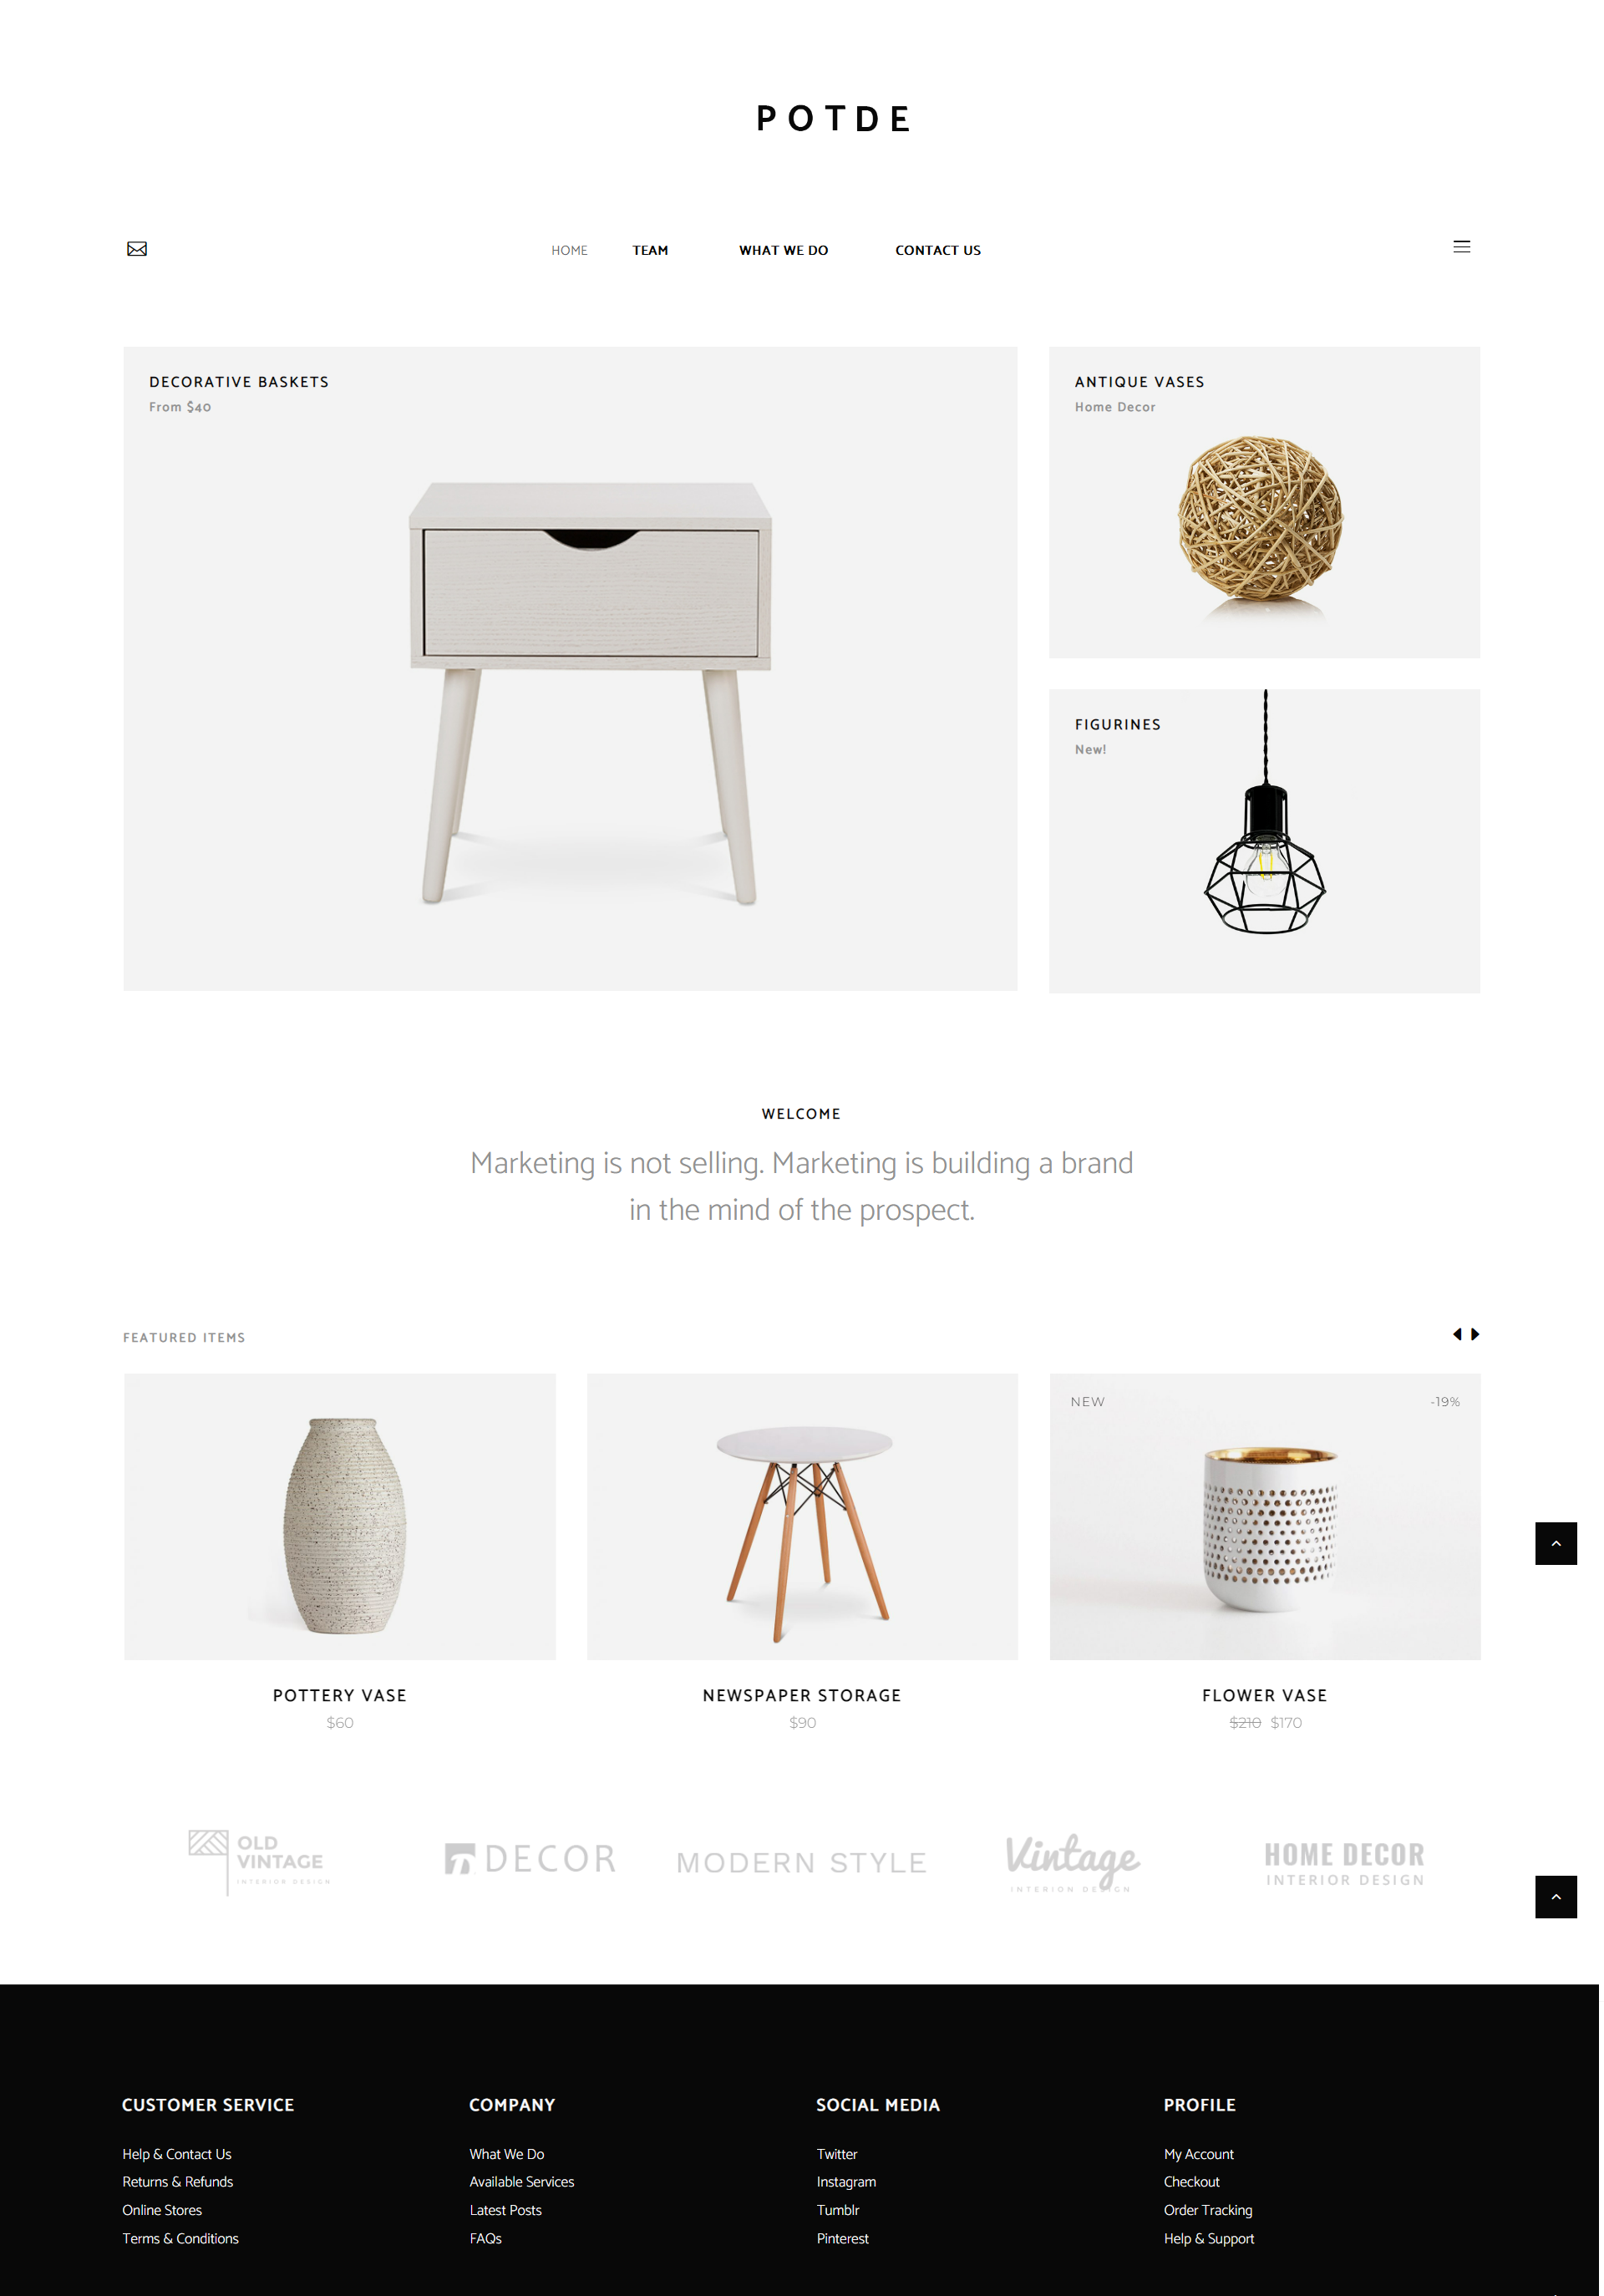 POTDE
HOME TEAM WHAT WE DO CONTACT US
DECORATIVE BASKETS
From $40
ANTIQUE VASES
Home Decor
FIGURINES
New!
WELCOME
Marketing is not selling. Marketing is building a brand
in the mind of the prospect.
FEATURED ITEMS
NEW -19%
POTTERY VASE
$60
NEWSPAPER STORAGE
$90
FLOWER VASE
$210 $170
OLD
VINTAGE
INTERIOR DESIGN
DECOR
MODERN STYLE
Vintage
INTERION DESIGN
HOME DECOR
INTERIOR DESIGN
CUSTOMER SERVICE
Help & Contact Us
Returns & Refunds
Online Stores
Terms & Conditions
COMPANY
What We Do
Available Services
Latest Posts
FAQs
SOCIAL MEDIA
Twitter
Instagram
Tumblr
Pinterest
PROFILE
My Account
Checkout
Order Tracking
Help & Support